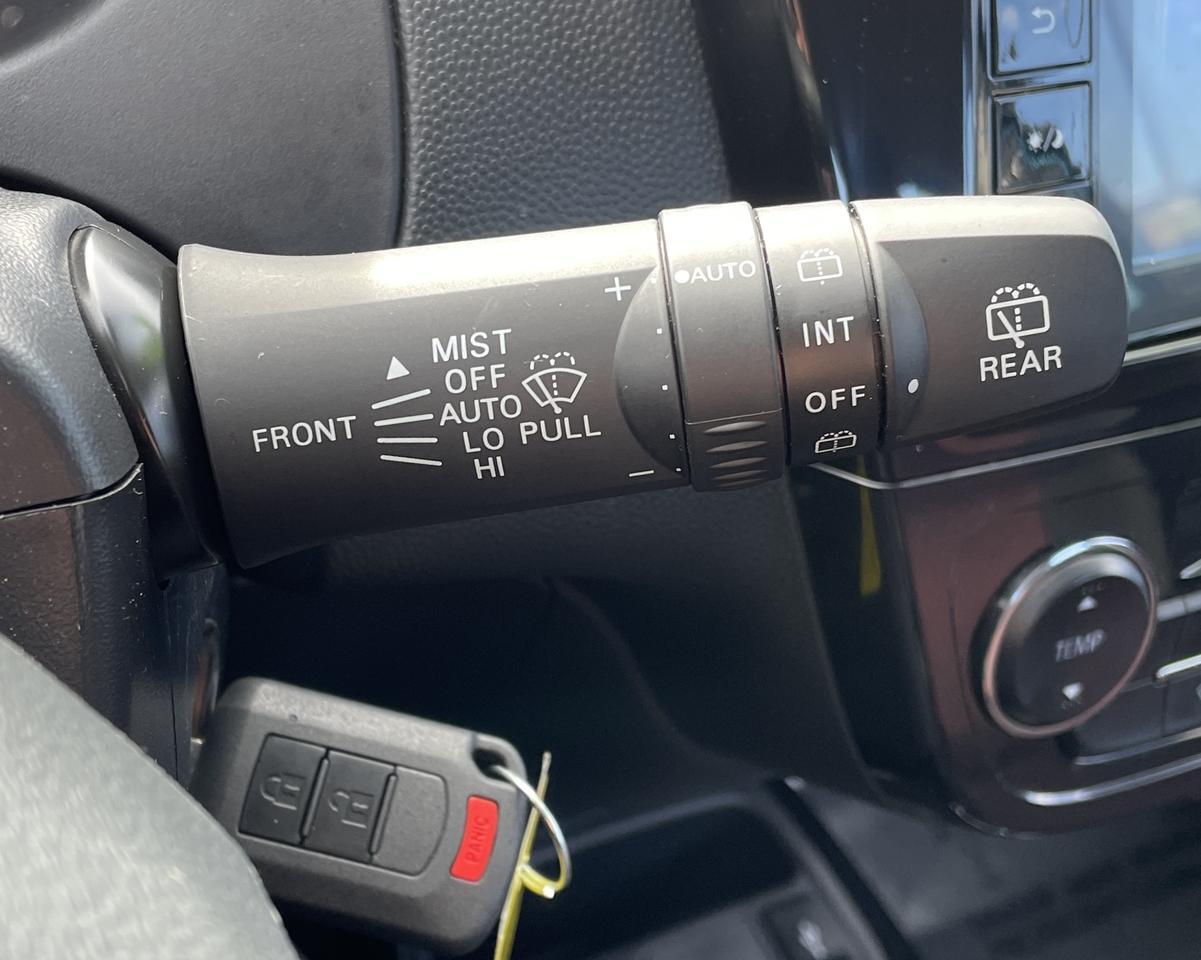 FRONT
MIST
OFF
AUTO
LO
HI
PULL
+
−
AUTO
INT
OFF
REAR
TEMP
PANIC